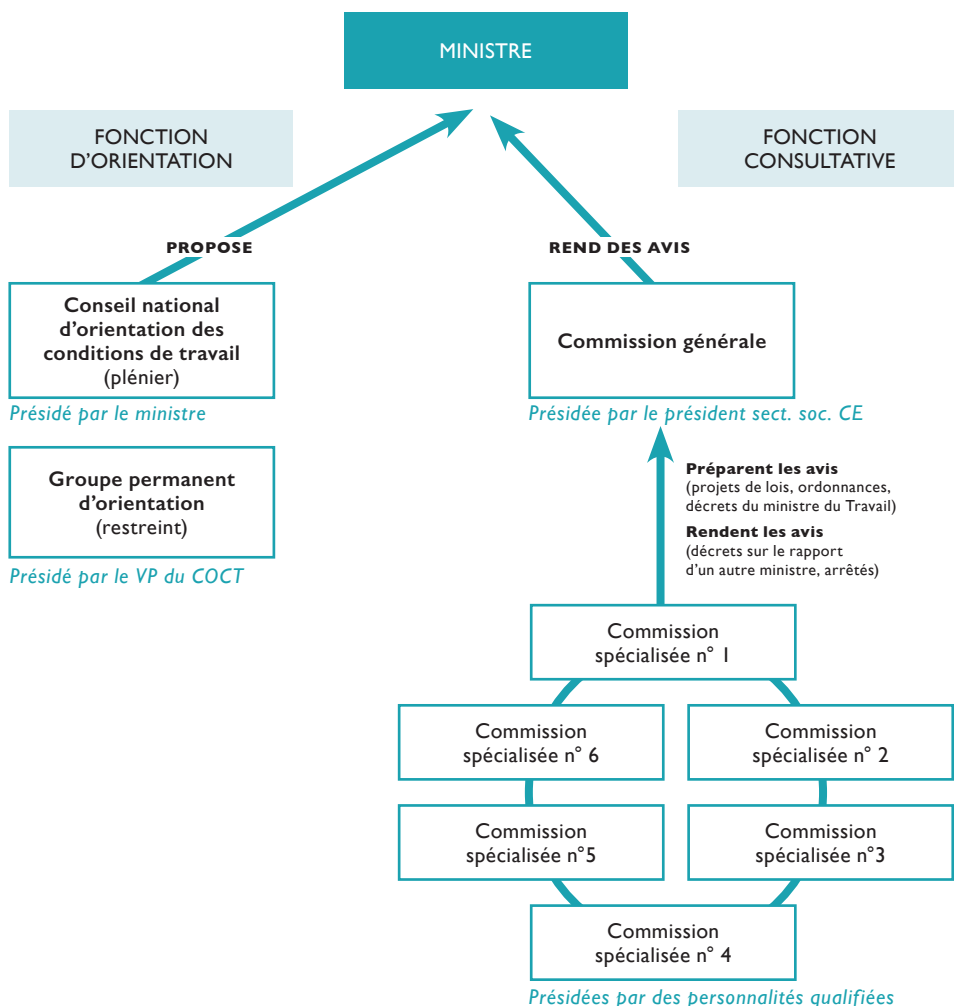 MINISTRE
FONCTION
D'ORIENTATION
FONCTION
CONSULTATIVE
PROPOSE
REND DES AVIS
Conseil national
d'orientation des
conditions de travail
(plénier)
Présidé par le ministre
Commission générale
Présidée par le président sect. soc. CE
Groupe permanent
d'orientation
(restreint)
Présidé par le VP du COCT
Préparent les avis
(projets de lois, ordonnances,
décrets du ministre du Travail)
Rendent les avis
(décrets sur le rapport
d'un autre ministre, arrêtés)
Commission
spécialisée n° 1
Commission
spécialisée n° 6
Commission
spécialisée n° 2
Commission
spécialisée n°5
Commission
spécialisée n°3
Commission
spécialisée n° 4
Présidées par des personnalités qualifiées